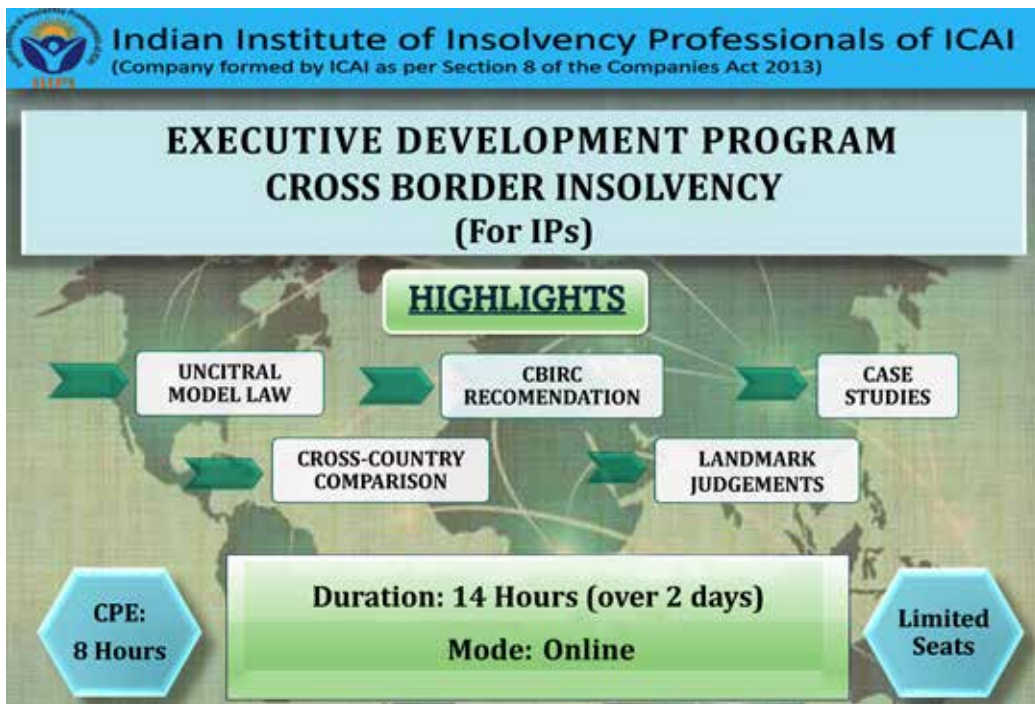 Indian Institute of Insolvency Professionals of ICAI
(Company formed by ICAI as per Section 8 of the Companies Act 2013)
EXECUTIVE DEVELOPMENT PROGRAM
CROSS BORDER INSOLVENCY
(For IPs)
HIGHLIGHTS
UNCITRAL
MODEL LAW
CBIRC
RECOMENDATION
CASE
STUDIES
CROSS-COUNTRY
COMPARISON
LANDMARK
JUDGEMENTS
CPE:
8 Hours
Duration: 14 Hours (over 2 days)
Mode: Online
Limited
Seats